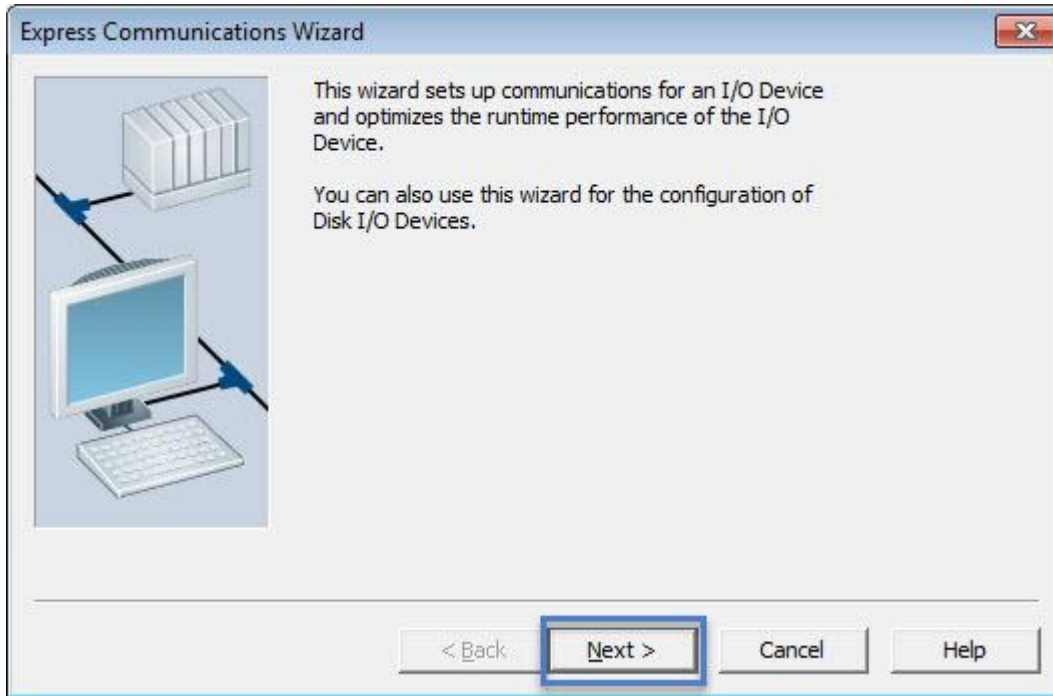 Express Communications Wizard
This wizard sets up communications for an I/O Device
and optimizes the runtime performance of the I/O
Device.
You can also use this wizard for the configuration of
Disk I/O Devices.
< Back
Next >
Cancel
Help